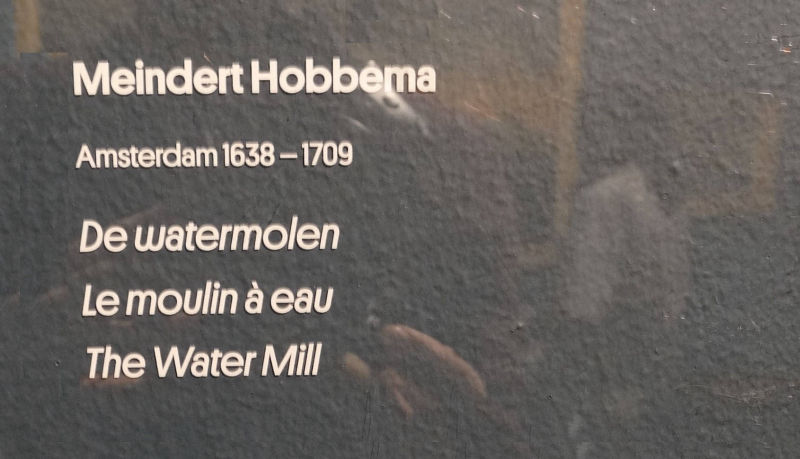 Meindert Hobbema
Amsterdam 1638 – 1709
De watermolen
Le moulin à eau
The Water Mill